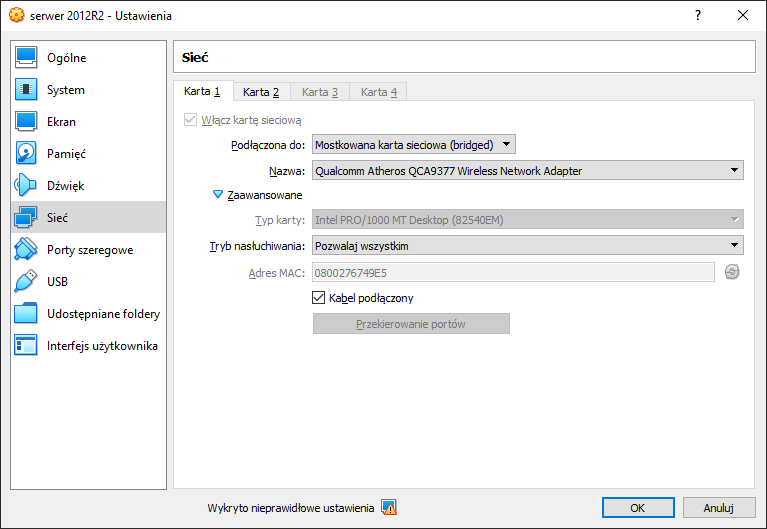 serwer 2012R2 - Ustawienia
?
Ogólne
System
Ekran
Pamięć
Dźwięk
Sieć
Porty szeregowe
USB
Udostępniane foldery
Interfejs użytkownika
Sieć
Karta 1 Karta 2 Karta 3 Karta 4
Włącz kartę sieciową
Podłączona do: Mostkowana karta sieciowa (bridged)
Nazwa: Qualcomm Atheros QCA9377 Wireless Network Adapter
Zaawansowane
Typ karty: Intel PRO/1000 MT Desktop (82540EM)
Tryb nasłuchiwania: Pozwalaj wszystkim
Adres MAC: 0800276749E5
Kabel podłączony
Przekierowanie portów
Wykryto nieprawidłowe ustawienia
OK Anuluj